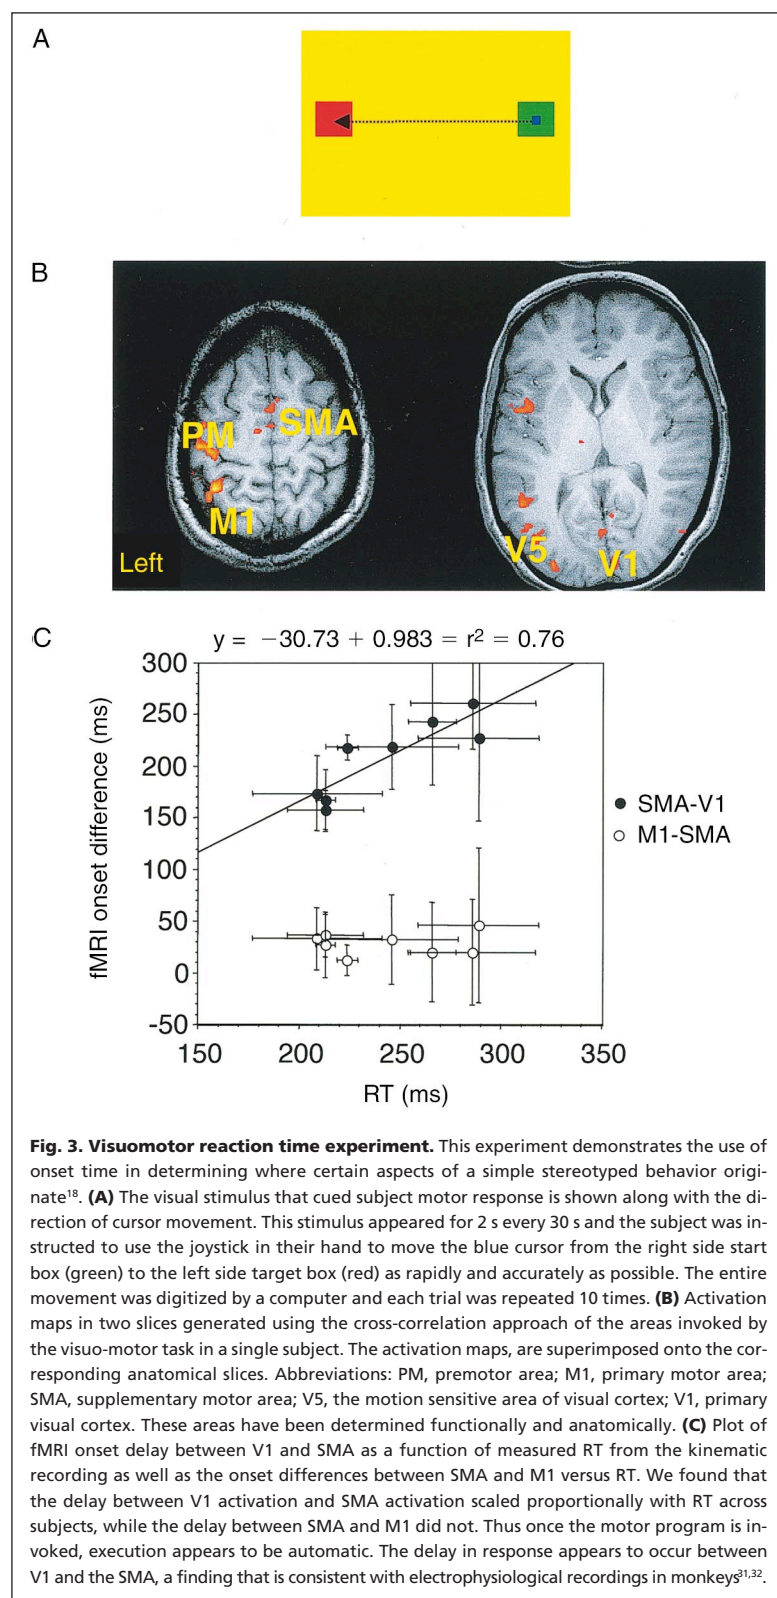 A
B
PM
SMA
M1
Left
V5
V1
C
y = −30.73 + 0.983 = r² = 0.76
300
250
200
150
100
50
0
-50
fMRI onset difference (ms)
SMA-V1
M1-SMA
150
200
250
300
350
RT (ms)
Fig. 3. Visuomotor reaction time experiment. This experiment demonstrates the use of
onset time in determining where certain aspects of a simple stereotyped behavior origi-
nate¹⁸. (A) The visual stimulus that cued subject motor response is shown along with the di-
rection of cursor movement. This stimulus appeared for 2 s every 30 s and the subject was in-
structed to use the joystick in their hand to move the blue cursor from the right side start
box (green) to the left side target box (red) as rapidly and accurately as possible. The entire
movement was digitized by a computer and each trial was repeated 10 times. (B) Activation
maps in two slices generated using the cross-correlation approach of the areas invoked by
the visuo-motor task in a single subject. The activation maps, are superimposed onto the cor-
responding anatomical slices. Abbreviations: PM, premotor area; M1, primary motor area;
SMA, supplementary motor area; V5, the motion sensitive area of visual cortex; V1, primary
visual cortex. These areas have been determined functionally and anatomically. (C) Plot of
fMRI onset delay between V1 and SMA as a function of measured RT from the kinematic
recording as well as the onset differences between SMA and M1 versus RT. We found that
the delay between V1 activation and SMA activation scaled proportionally with RT across
subjects, while the delay between SMA and M1 did not. Thus once the motor program is in-
voked, execution appears to be automatic. The delay in response appears to occur between
V1 and the SMA, a finding that is consistent with electrophysiological recordings in monkeys³¹,³².